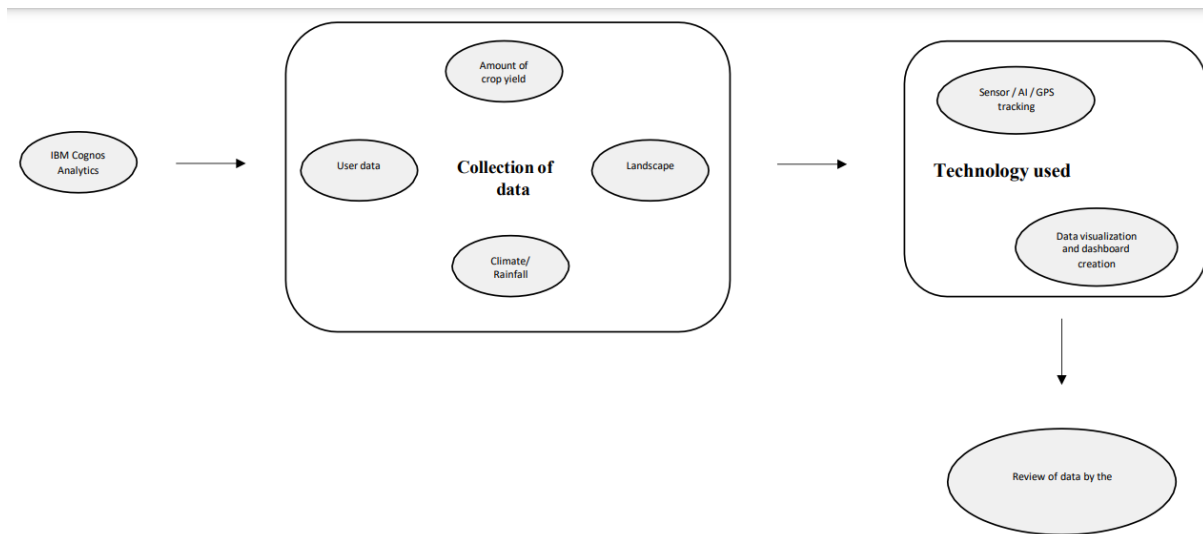 IBM Cognos
Analytics
Amount of
crop yield
User data
Collection of
data
Landscape
Climate/
Rainfall
Sensor / AI / GPS
tracking
Technology used
Data visualization
and dashboard
creation
Review of data by the